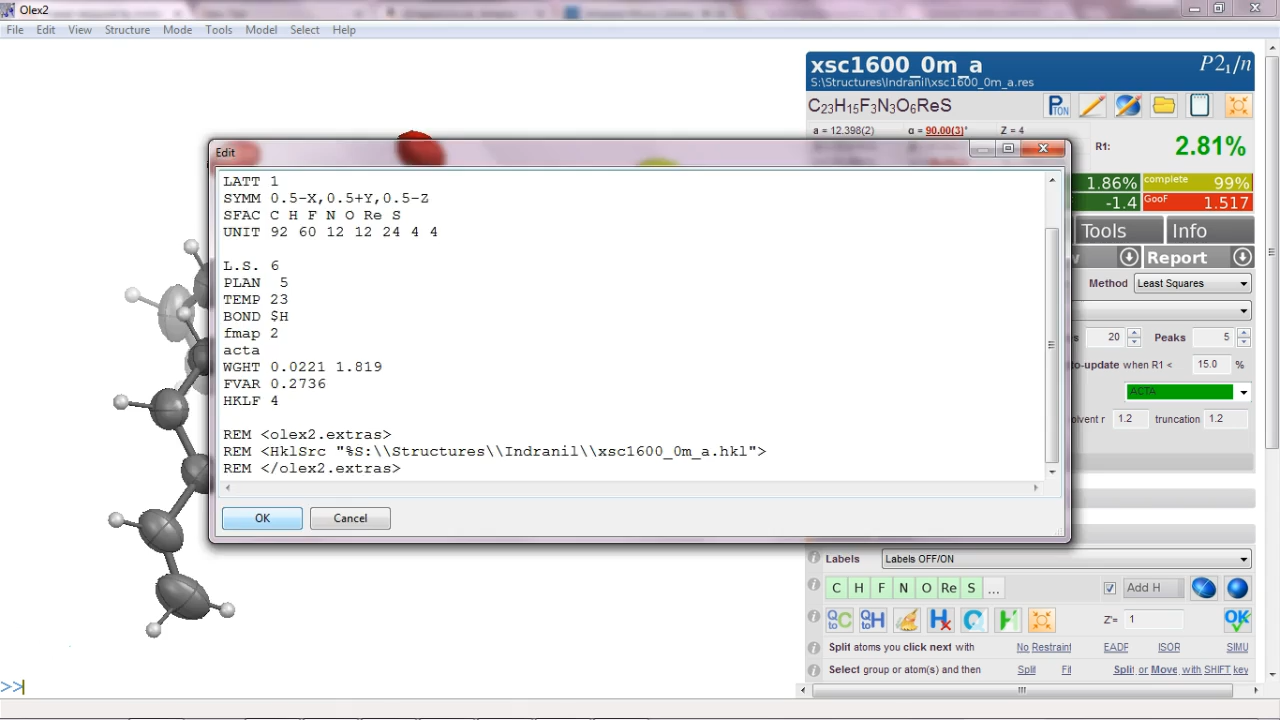 Olex2
File Edit View Structure Mode Tools Model Select Help
xsc1600_0m_a
P2₁/n
S:\Structures\Indranil\xsc1600_0m_a.res
C₂₃H₁₅F₃N₃O₆ReS
PTON
a = 12.398(2) α = 90.00(3)° Z = 4
R1: 2.81%
1.86% complete 99%
-1.4 GooF 1.517
Tools Info
Report
Method Least Squares
20 Peaks 5
to-update when R1 < 15.0 %
ACTA
olvent r 1.2 truncation 1.2
Edit
LATT 1
SYMM 0.5-X,0.5+Y,0.5-Z
SFAC C H F N O Re S
UNIT 92 60 12 12 24 4 4
L.S. 6
PLAN 5
TEMP 23
BOND $H
fmap 2
acta
WGHT 0.0221 1.819
FVAR 0.2736
HKLF 4
REM <olex2.extras>
REM <HklSrc "%S:\\Structures\\Indranil\\xsc1600_0m_a.hkl">
REM </olex2.extras>
OK Cancel
Labels Labels OFF/ON
C H F N O Re S ... Add H
Q to C Q to H H x H Z'= 1 OK
Split atoms you click next with No Restraint EADF ISOR SIMU
Select group or atom(s) and then Split Fit Split or Move with SHIFT key
>>